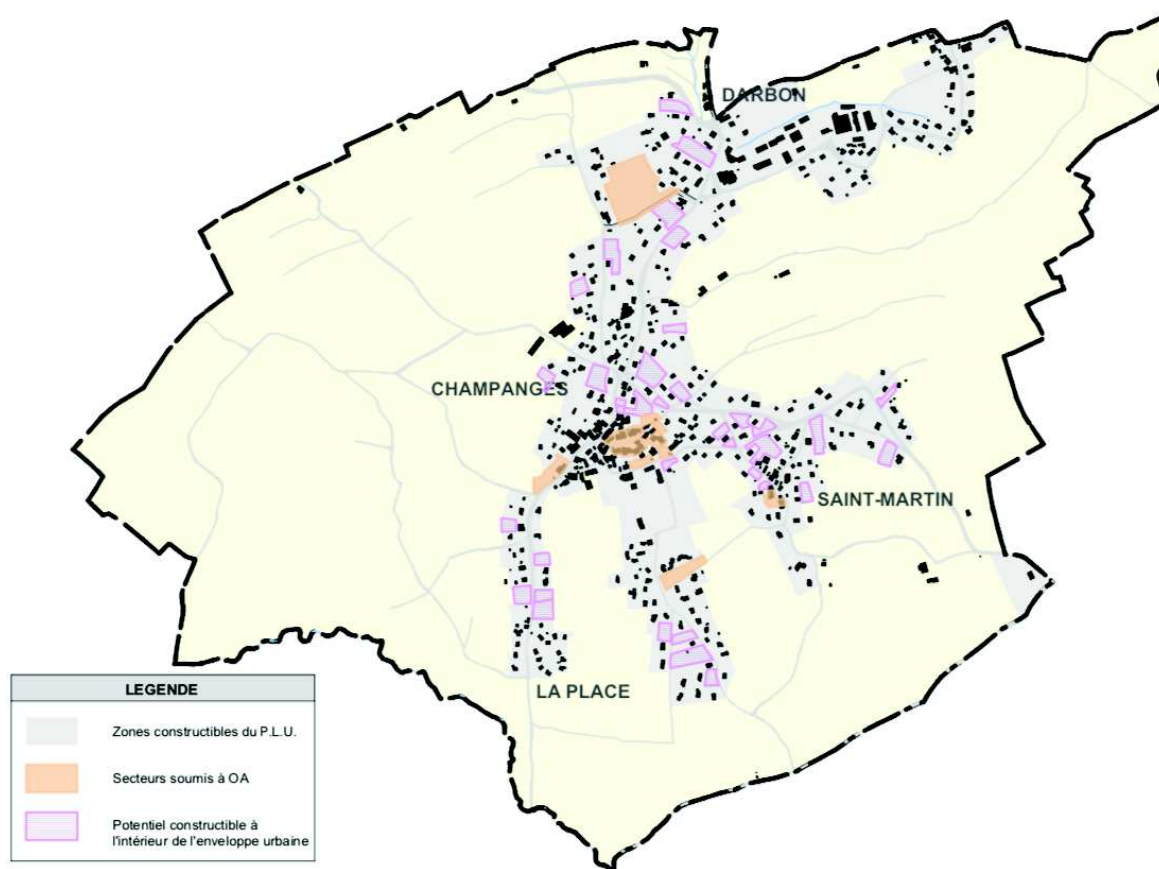 DARBON
CHAMPANGES
SAINT-MARTIN
LA PLACE
LEGENDE
Zones constructibles du P.L.U.
Secteurs soumis à OA
Potentiel constructible à
l'intérieur de l'enveloppe urbaine